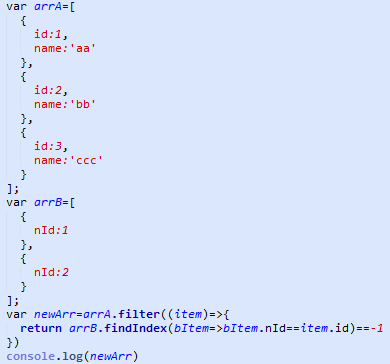 var arrA=[
  {
    id:1,
    name:'aa'
  },
  {
    id:2,
    name:'bb'
  },
  {
    id:3,
    name:'ccc'
  }
];
var arrB=[
  {
    nId:1
  },
  {
    nId:2
  }
];
var newArr=arrA.filter((item)=>{
  return arrB.findIndex(bItem=>bItem.nId==item.id)==-1
})
console.log(newArr)